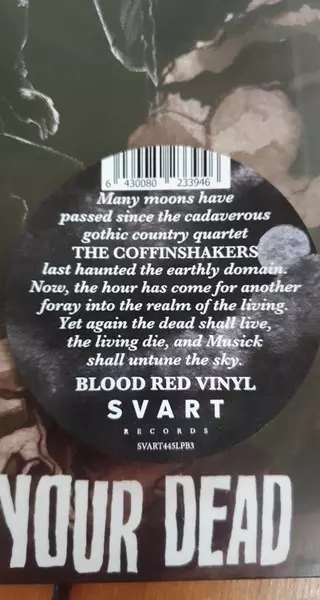 6 430080 233946
Many moons have
passed since the cadaverous
gothic country quartet
THE COFFINSHAKERS
last haunted the earthly domain.
Now, the hour has come for another
foray into the realm of the living.
Yet again the dead shall live,
the living die, and Musick
shall untune the sky.
BLOOD RED VINYL
SVART
RECORDS
SVART445LPB3
YOUR DEAD